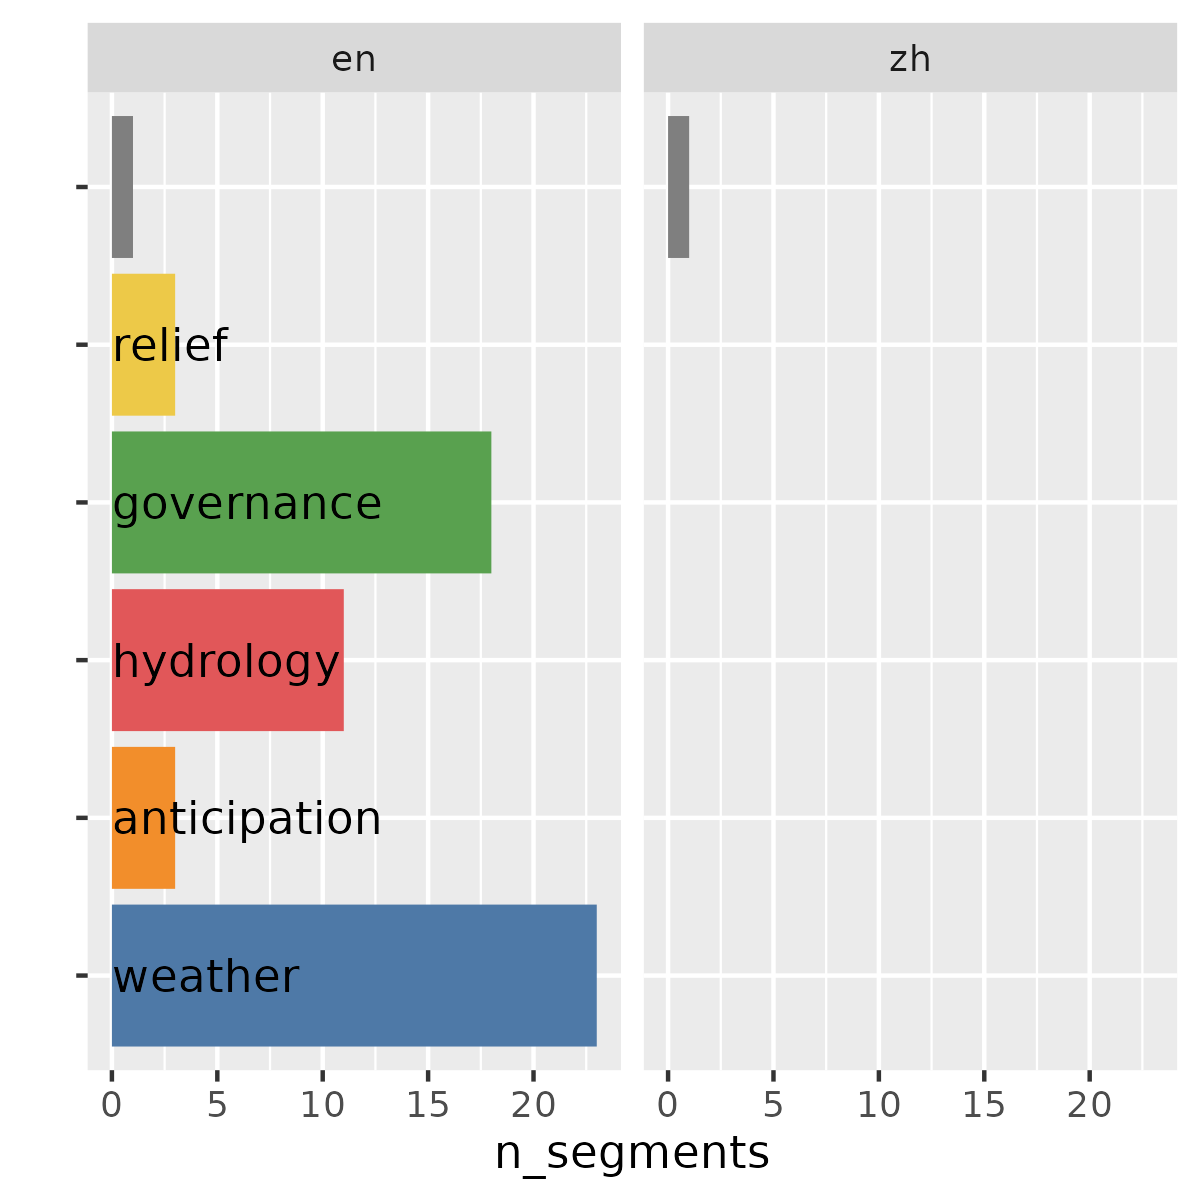 en zh
relief
governance
hydrology
anticipation
weather
0 5 10 15 20 0 5 10 15 20
n_segments